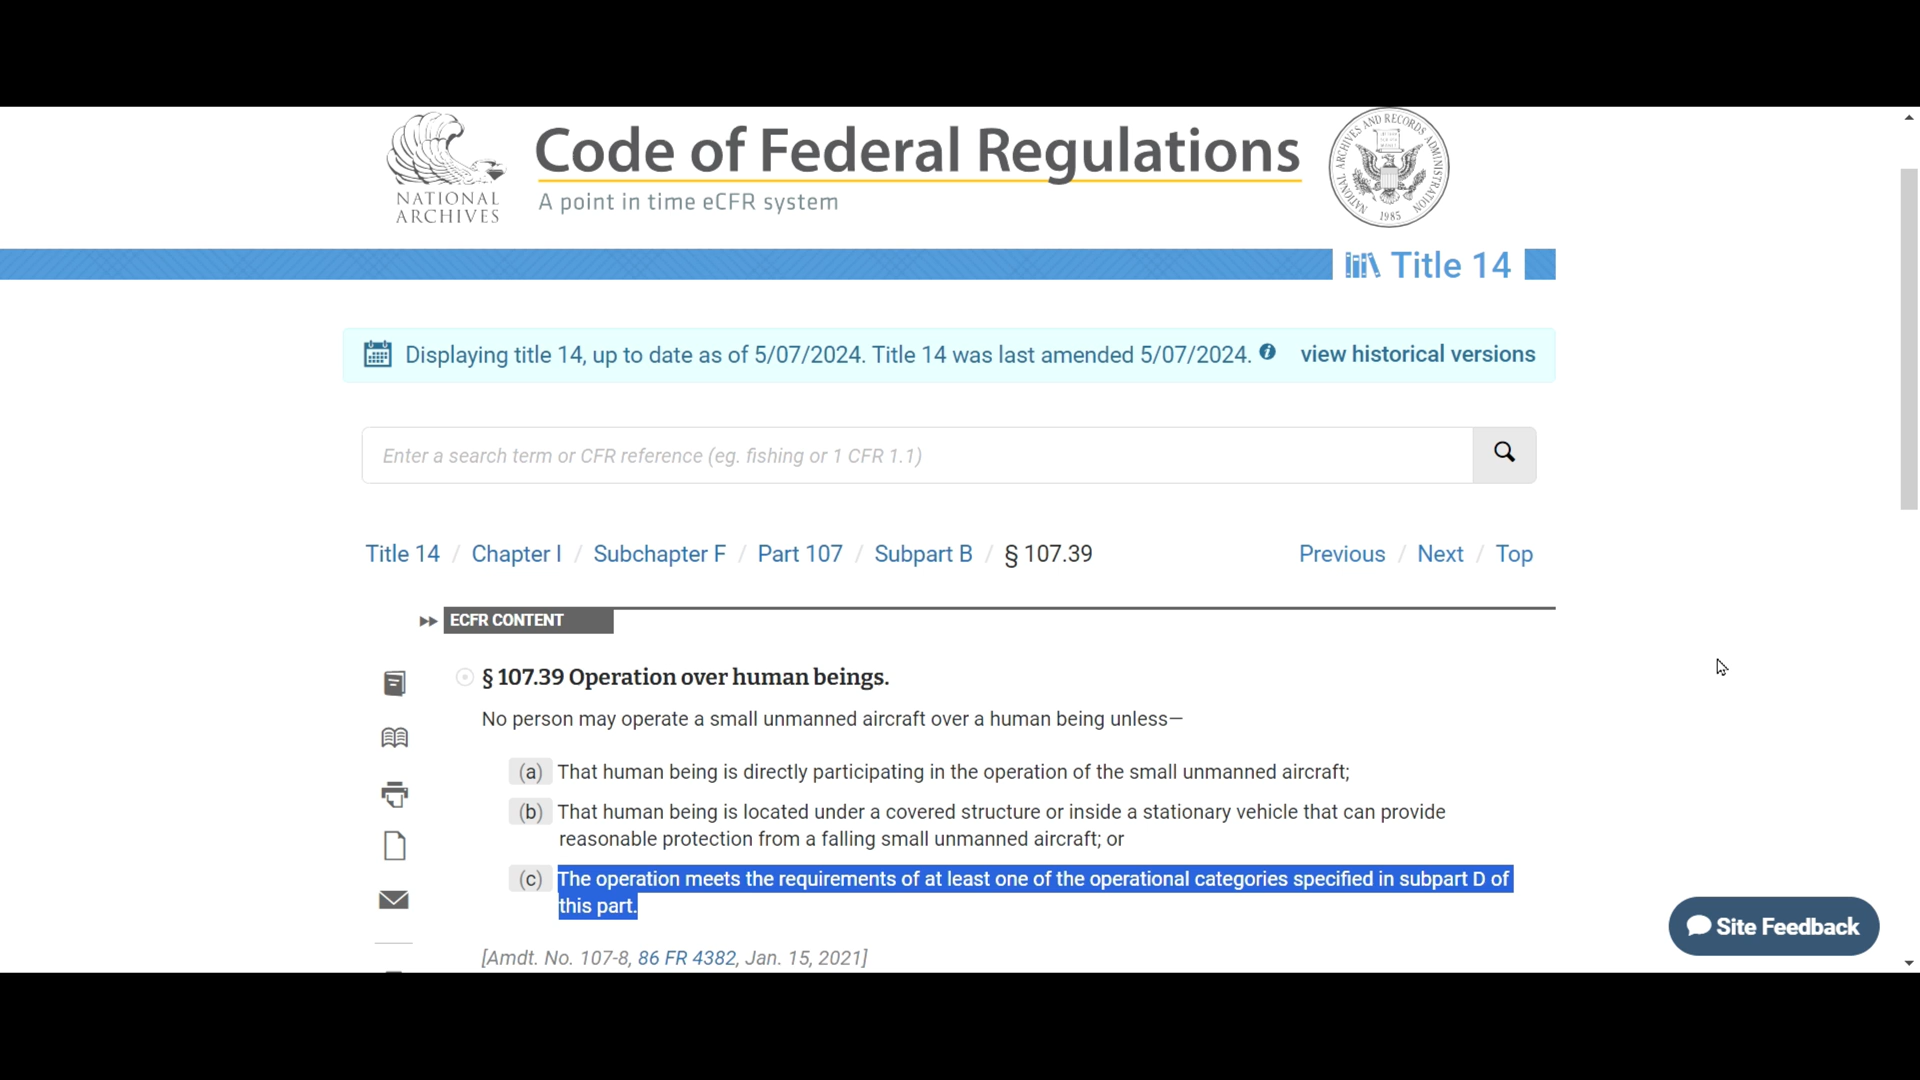 NATIONAL
ARCHIVES
Code of Federal Regulations
A point in time eCFR system
ARCHIVES AND RECORDS ADMINISTRATION
NATIONAL
1985
Title 14
Displaying title 14, up to date as of 5/07/2024. Title 14 was last amended 5/07/2024. view historical versions
Enter a search term or CFR reference (eg. fishing or 1 CFR 1.1)
Title 14 / Chapter I / Subchapter F / Part 107 / Subpart B / § 107.39
Previous / Next / Top
ECFR CONTENT
§ 107.39 Operation over human beings.
No person may operate a small unmanned aircraft over a human being unless—
(a) That human being is directly participating in the operation of the small unmanned aircraft;
(b) That human being is located under a covered structure or inside a stationary vehicle that can provide
reasonable protection from a falling small unmanned aircraft; or
(c) The operation meets the requirements of at least one of the operational categories specified in subpart D of
this part.
[Amdt. No. 107-8, 86 FR 4382, Jan. 15, 2021]
Site Feedback